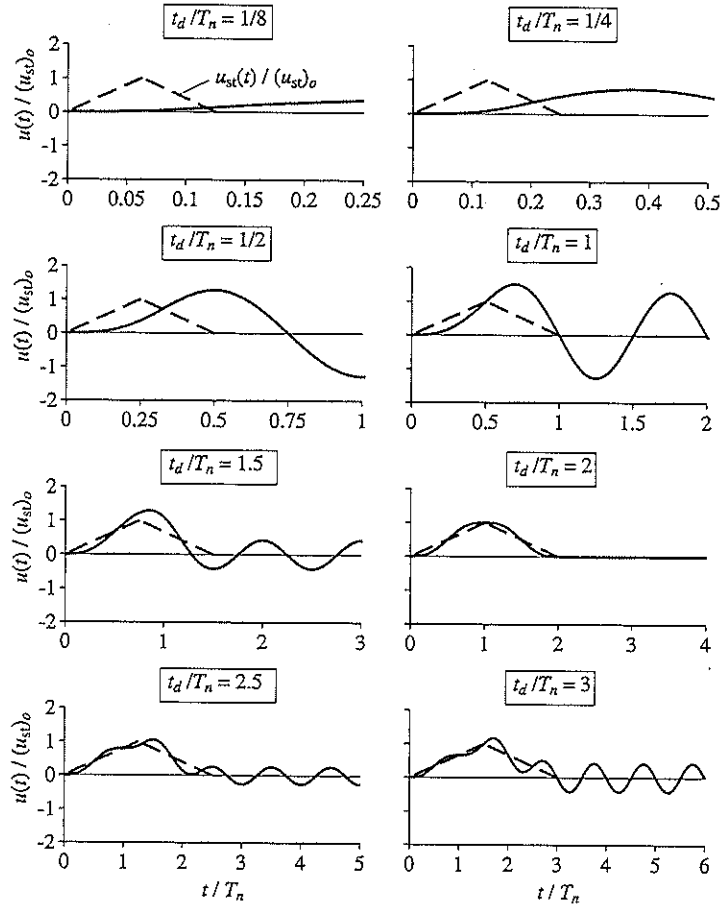 t_d/T_n = 1/8
t_d/T_n = 1/4
u(t) / (u_st)_o
2
1
0
-1
-2
u_st(t) / (u_st)_o
0 0.05 0.1 0.15 0.2 0.25
0 0.1 0.2 0.3 0.4 0.5
t_d/T_n = 1/2
t_d/T_n = 1
u(t) / (u_st)_o
2
1
0
-1
-2
0 0.25 0.5 0.75 1
0 0.5 1 1.5 2
t_d/T_n = 1.5
t_d/T_n = 2
u(t) / (u_st)_o
2
1
0
-1
-2
0 1 2 3
0 1 2 3 4
t_d/T_n = 2.5
t_d/T_n = 3
u(t) / (u_st)_o
2
1
0
-1
-2
0 1 2 3 4 5
0 1 2 3 4 5 6
t / T_n
t / T_n